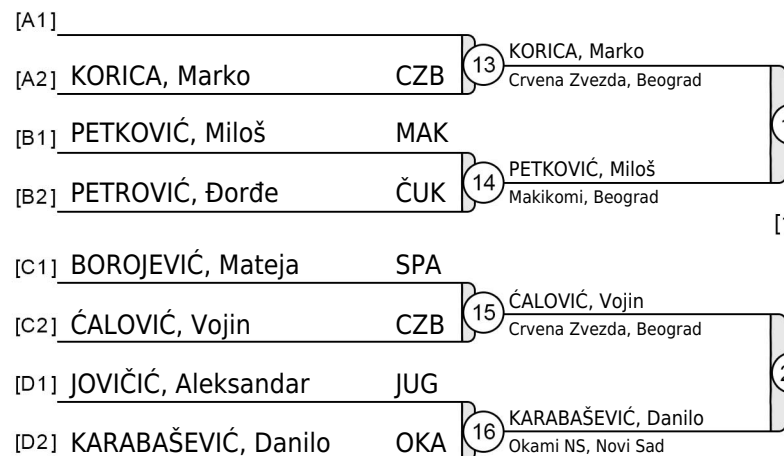 [A1]
[A2] KORICA, Marko CZB
13
KORICA, Marko
Crvena Zvezda, Beograd
[B1] PETKOVIĆ, Miloš MAK
[B2] PETROVIĆ, Đorđe ČUK
14
PETKOVIĆ, Miloš
Makikomi, Beograd
[C1] BOROJEVIĆ, Mateja SPA
[C2] ĆALOVIĆ, Vojin CZB
15
ĆALOVIĆ, Vojin
Crvena Zvezda, Beograd
[D1] JOVIČIĆ, Aleksandar JUG
[D2] KARABAŠEVIĆ, Danilo OKA
16
KARABAŠEVIĆ, Danilo
Okami NS, Novi Sad